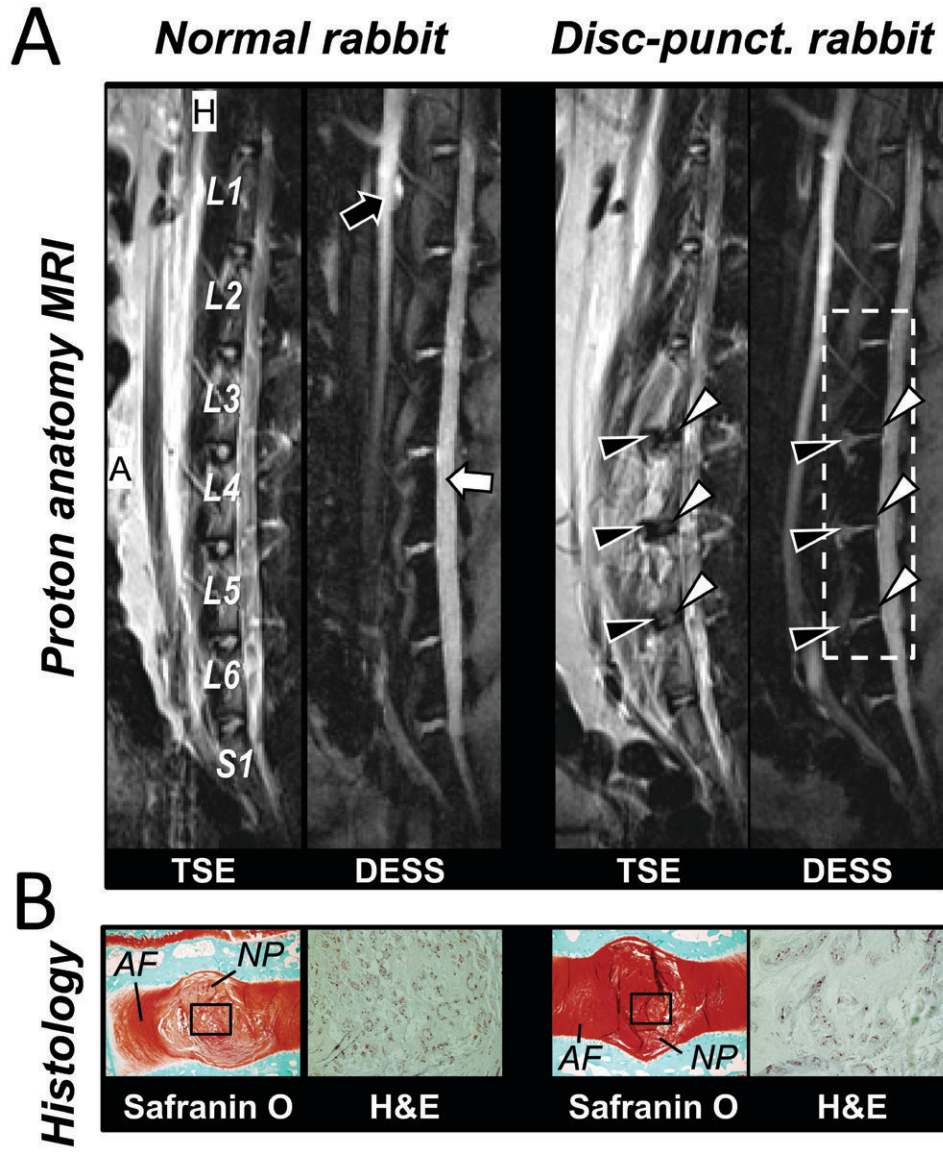 A
Normal rabbit
Disc-punct. rabbit
Proton anatomy MRI
H
L1
L2
L3
A
L4
L5
L6
S1
TSE
DESS
TSE
DESS
B
Histology
AF
NP
AF
NP
Safranin O
H&E
Safranin O
H&E